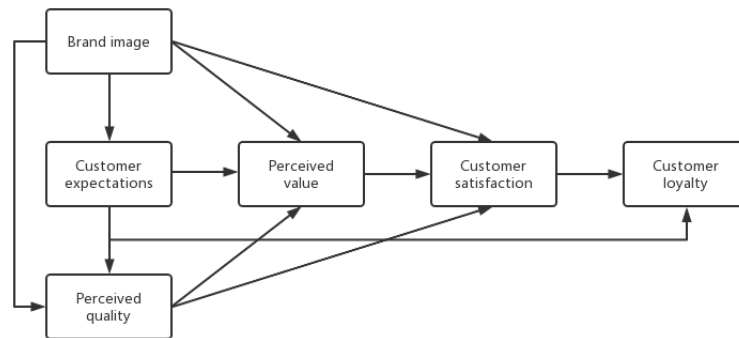 Brand image
Customer
expectations
Perceived
value
Customer
satisfaction
Customer
loyalty
Perceived
quality